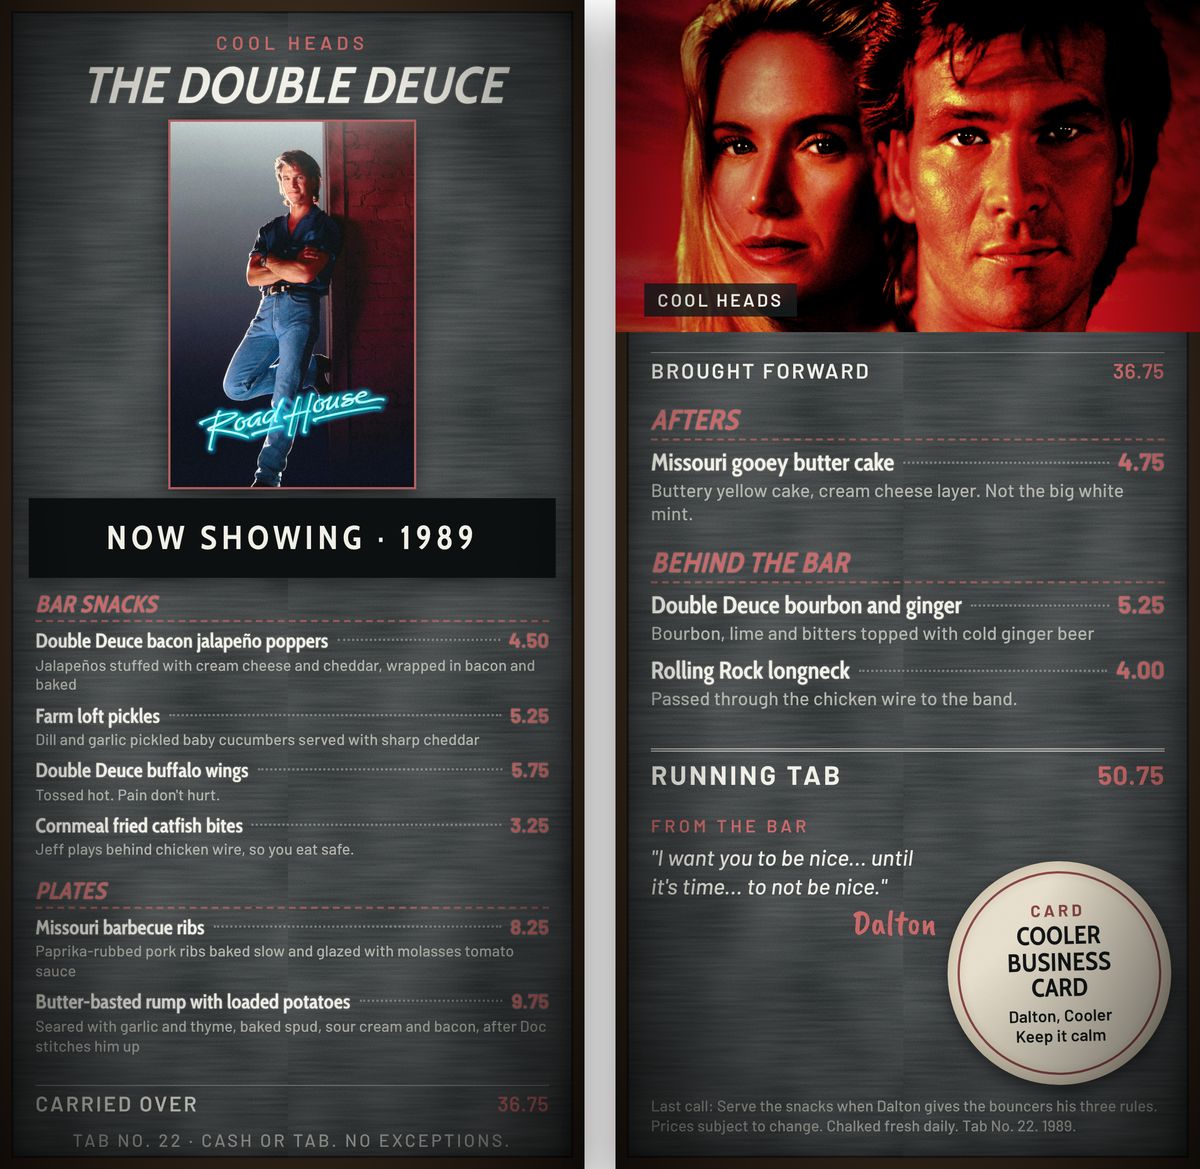 COOL HEADS
THE DOUBLE DEUCE
Road House
NOW SHOWING · 1989
BAR SNACKS
Double Deuce bacon jalapeño poppers 4.50
Jalapeños stuffed with cream cheese and cheddar, wrapped in bacon and
baked
Farm loft pickles 5.25
Dill and garlic pickled baby cucumbers served with sharp cheddar
Double Deuce buffalo wings 5.75
Tossed hot. Pain don't hurt.
Cornmeal fried catfish bites 3.25
Jeff plays behind chicken wire, so you eat safe.
PLATES
Missouri barbecue ribs 8.25
Paprika-rubbed pork ribs baked slow and glazed with molasses tomato
sauce
Butter-basted rump with loaded potatoes 9.75
Seared with garlic and thyme, baked spud, sour cream and bacon, after Doc
stitches him up
CARRIED OVER 36.75
TAB NO. 22 · CASH OR TAB. NO EXCEPTIONS.
COOL HEADS
BROUGHT FORWARD 36.75
AFTERS
Missouri gooey butter cake 4.75
Buttery yellow cake, cream cheese layer. Not the big white
mint.
BEHIND THE BAR
Double Deuce bourbon and ginger 5.25
Bourbon, lime and bitters topped with cold ginger beer
Rolling Rock longneck 4.00
Passed through the chicken wire to the band.
RUNNING TAB 50.75
FROM THE BAR
"I want you to be nice... until
it's time... to not be nice."
Dalton
CARD
COOLER
BUSINESS
CARD
Dalton, Cooler
Keep it calm
Last call: Serve the snacks when Dalton gives the bouncers his three rules.
Prices subject to change. Chalked fresh daily. Tab No. 22. 1989.